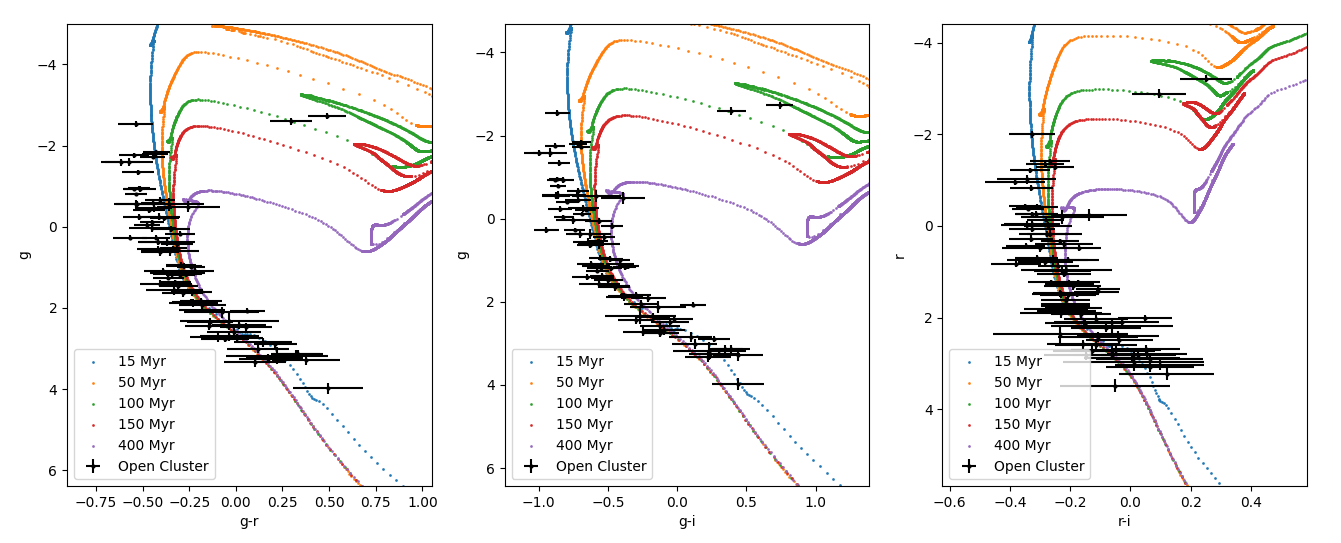 −4
−2
0
2
4
6
g
−0.75
−0.50
−0.25
0.00
0.25
0.50
0.75
1.00
g-r
15 Myr
50 Myr
100 Myr
150 Myr
400 Myr
Open Cluster
−4
−2
0
2
4
6
g
−1.0
−0.5
0.0
0.5
1.0
g-i
15 Myr
50 Myr
100 Myr
150 Myr
400 Myr
Open Cluster
−4
−2
0
2
4
r
−0.6
−0.4
−0.2
0.0
0.2
0.4
r-i
15 Myr
50 Myr
100 Myr
150 Myr
400 Myr
Open Cluster